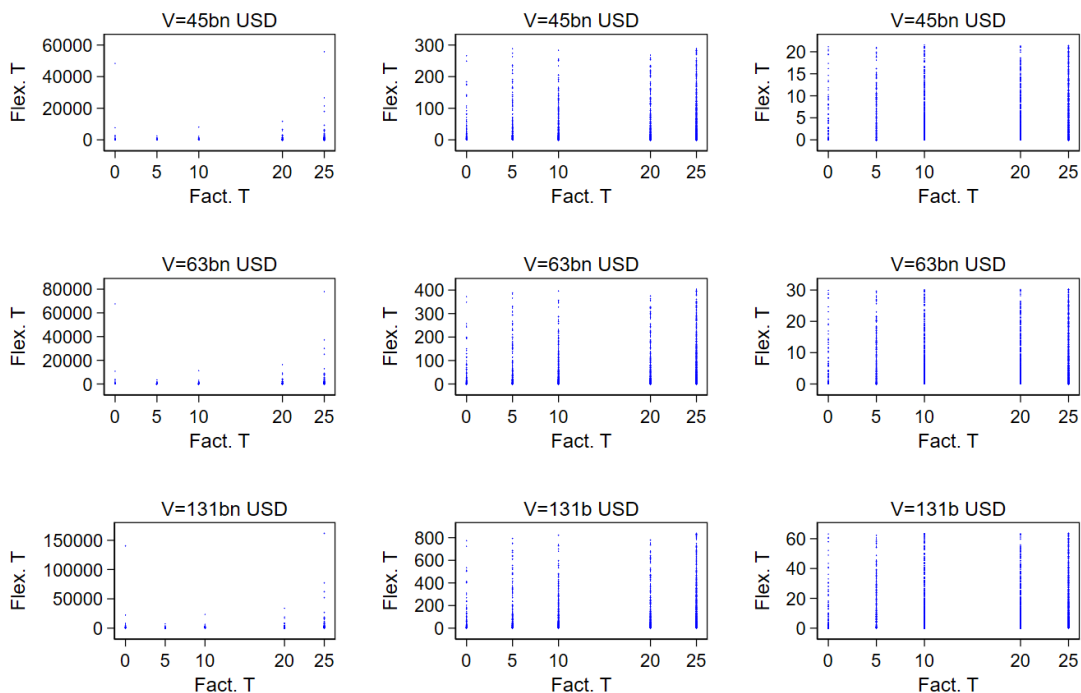 V=45bn USD
60000
40000
20000
0
Flex. T
0 5 10 20 25
Fact. T
V=45bn USD
300
200
100
0
Flex. T
0 5 10 20 25
Fact. T
V=45bn USD
20
15
10
5
0
Flex. T
0 5 10 20 25
Fact. T
V=63bn USD
80000
60000
40000
20000
0
Flex. T
0 5 10 20 25
Fact. T
V=63bn USD
400
300
200
100
0
Flex. T
0 5 10 20 25
Fact. T
V=63bn USD
30
20
10
0
Flex. T
0 5 10 20 25
Fact. T
V=131bn USD
150000
100000
50000
0
Flex. T
0 5 10 20 25
Fact. T
V=131b USD
800
600
400
200
0
Flex. T
0 5 10 20 25
Fact. T
V=131b USD
60
40
20
0
Flex. T
0 5 10 20 25
Fact. T